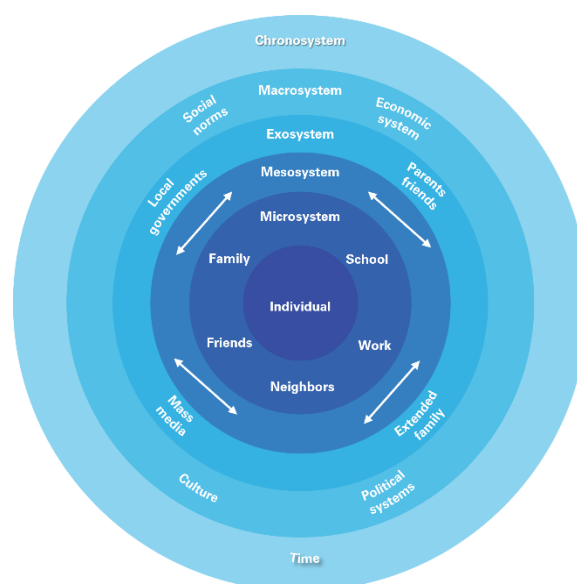 Chronosystem
Macrosystem
Social
norms
Economic
system
Exosystem
Local
governments
Parents
friends
Mesosystem
Microsystem
Family
School
Individual
Friends
Work
Neighbors
Mass
media
Extended
family
Culture
Political
systems
Time